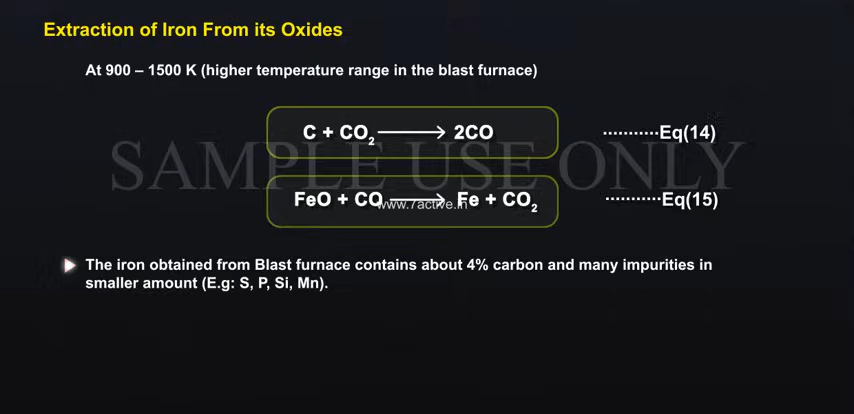 Extraction of Iron From its Oxides
At 900 – 1500 K (higher temperature range in the blast furnace)
C + CO₂ ⟶ 2CO ...........Eq(14)
SAMPLE USE ONLY
FeO + CO ⟶ Fe + CO₂ ...........Eq(15)
www.7active.in
The iron obtained from Blast furnace contains about 4% carbon and many impurities in
smaller amount (E.g: S, P, Si, Mn).